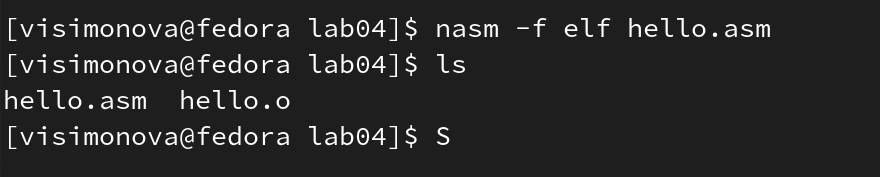 [visimonova@fedora lab04]$ nasm -f elf hello.asm
[visimonova@fedora lab04]$ ls
hello.asm  hello.o
[visimonova@fedora lab04]$ S